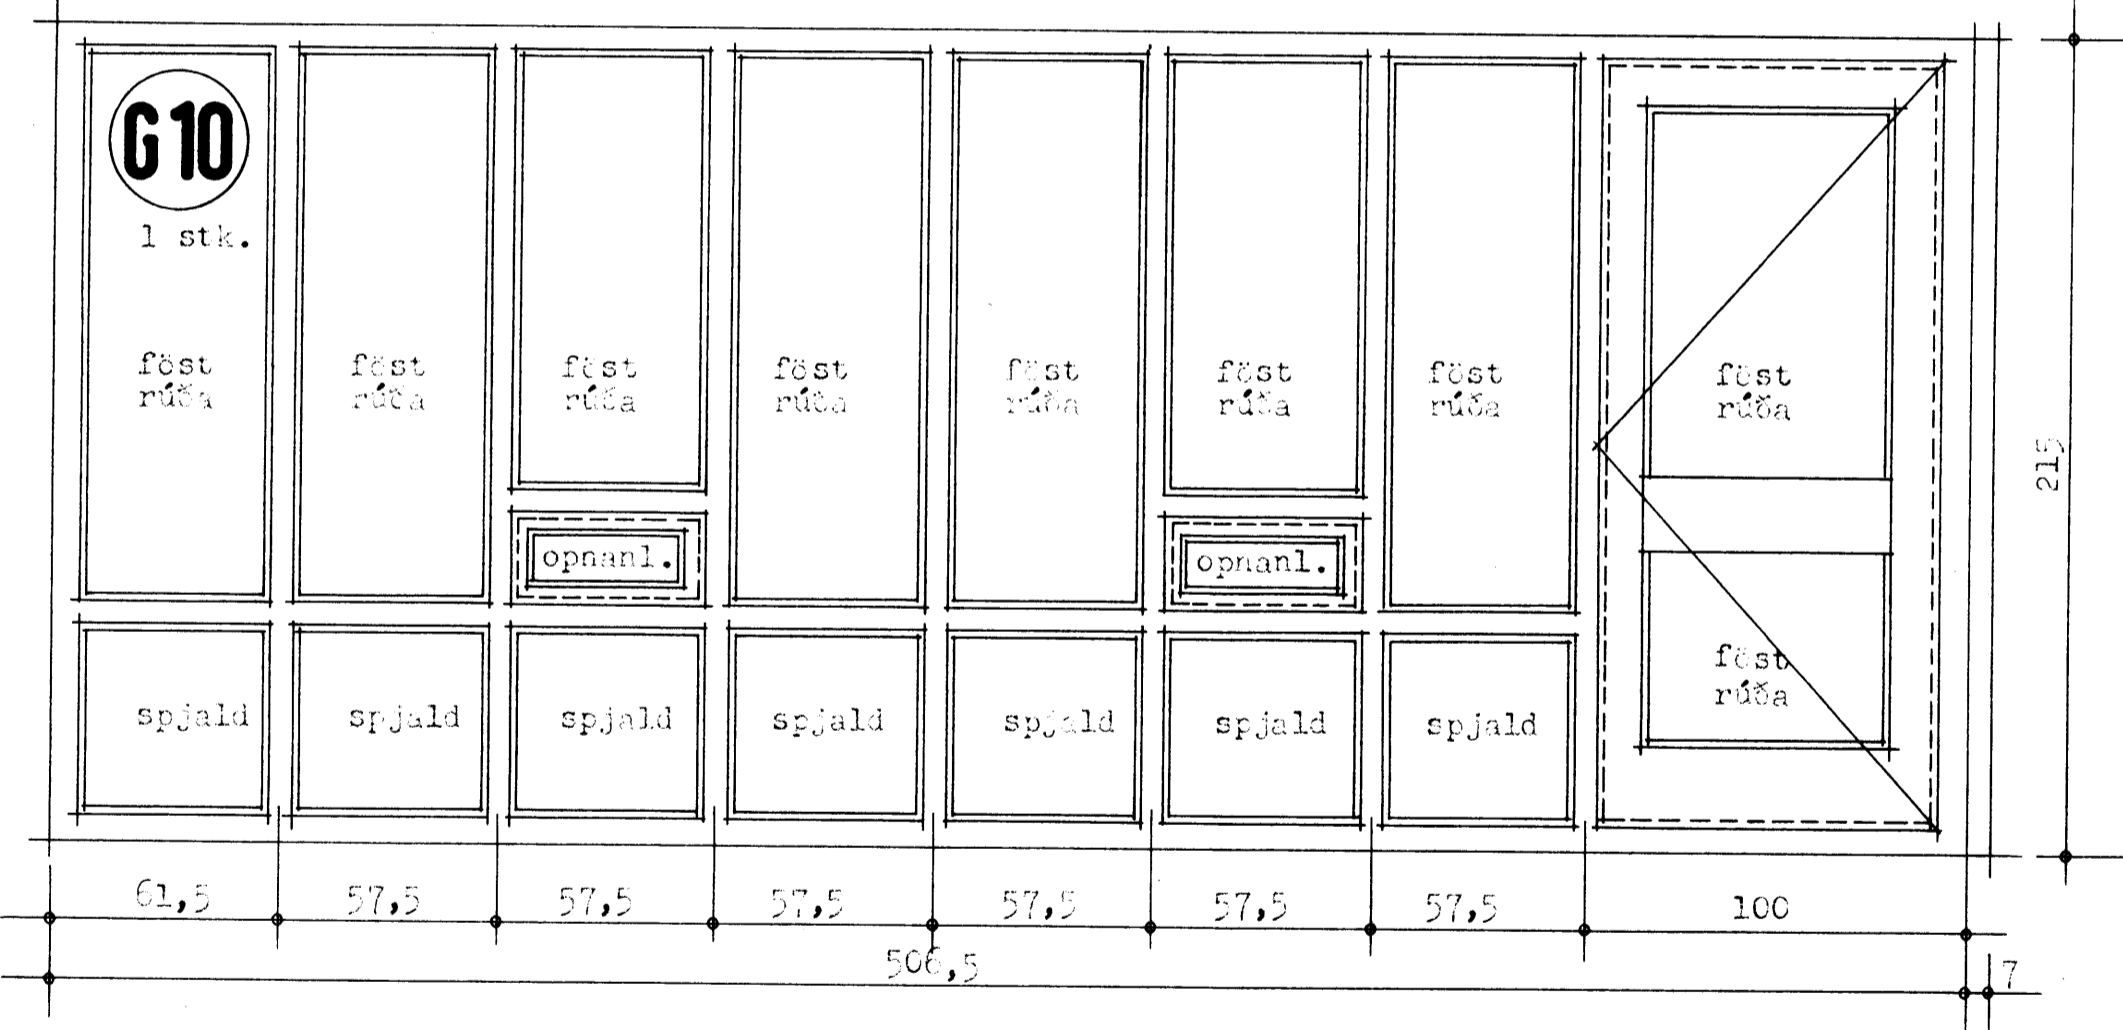 G10
1 stk.
föst
rúða
föst
rúða
föst
rúða
föst
rúða
föst
rúða
föst
rúða
föst
rúða
föst
rúða
opnanl.
opnanl.
föst
rúða
spjald
spjald
spjald
spjald
spjald
spjald
spjald
215
61,5
57,5
57,5
57,5
57,5
57,5
57,5
100
506,5
7